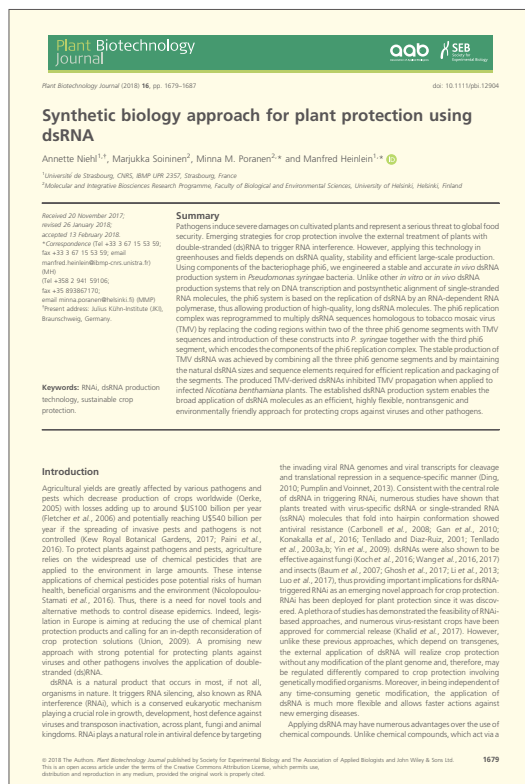 Plant Biotechnology
Journal
aab
SEB
Society for
Experimental Biology
Plant Biotechnology Journal (2018) 16, pp. 1679–1687
doi: 10.1111/pbi.12904
Synthetic biology approach for plant protection using
dsRNA
Annette Niehl1,†, Marjukka Soininen2, Minna M. Poranen2,* and Manfred Heinlein1,* iD
1Université de Strasbourg, CNRS, IBMP UPR 2357, Strasbourg, France
2Molecular and Integrative Biosciences Research Programme, Faculty of Biological and Environmental Sciences, University of Helsinki, Helsinki, Finland
Received 20 November 2017;
revised 26 January 2018;
accepted 13 February 2018.
*Correspondence (Tel +33 3 67 15 53 59;
fax +33 3 67 15 53 59; email
manfred.heinlein@ibmp-cnrs.unistra.fr)
(MH)
(Tel +358 2 941 59106;
fax +35 893867170;
email minna.poranen@helsinki.fi) (MMP)
†Present address: Julius Kühn-Institute (JKI),
Braunschweig, Germany.
Keywords: RNAi, dsRNA production
technology, sustainable crop
protection.
Summary
Pathogens induce severe damages on cultivated plants and represent a serious threat to global food
security. Emerging strategies for crop protection involve the external treatment of plants with
double-stranded (ds)RNA to trigger RNA interference. However, applying this technology in
greenhouses and fields depends on dsRNA quality, stability and efficient large-scale production.
Using components of the bacteriophage phi6, we engineered a stable and accurate in vivo dsRNA
production system in Pseudomonas syringae bacteria. Unlike other in vitro or in vivo dsRNA
production systems that rely on DNA transcription and postsynthetic alignment of single-stranded
RNA molecules, the phi6 system is based on the replication of dsRNA by an RNA-dependent RNA
polymerase, thus allowing production of high-quality, long dsRNA molecules. The phi6 replication
complex was reprogrammed to multiply dsRNA sequences homologous to tobacco mosaic virus
(TMV) by replacing the coding regions within two of the three phi6 genome segments with TMV
sequences and introduction of these constructs into P. syringae together with the third phi6
segment, which encodes the components of the phi6 replication complex. The stable production of
TMV dsRNA was achieved by combining all the three phi6 genome segments and by maintaining
the natural sizes and sequence elements required for efficient replication and packaging of
the segments. The produced TMV-derived dsRNAs inhibited TMV propagation when applied to
infected Nicotiana benthamiana plants. The established dsRNA production system enables the
broad application of dsRNA molecules as an efficient, highly flexible, nontransgenic and
environmentally friendly approach for protecting crops against viruses and other pathogens.
Introduction
Agricultural yields are greatly affected by various pathogens and
pests which decrease production of crops worldwide (Oerke,
2005) with losses adding up to around $US100 billion per year
(Fletcher et al., 2006) and potentially reaching US$540 billion per
year if the spreading of invasive pests and pathogens is not
controlled (Kew Royal Botanical Gardens, 2017; Paini et al.,
2016). To protect plants against pathogens and pests, agriculture
relies on the widespread use of chemical pesticides that are
applied to the environment in large amounts. These intense
applications of chemical pesticides pose potential risks of human
health, beneficial organisms and the environment (Nicolopoulou-
Stamati et al., 2016). Thus, there is a need for novel tools and
alternative methods to control disease epidemics. Indeed, legis-
lation in Europe is aiming at reducing the use of chemical plant
protection products and calling for an in-depth reconsideration of
crop protection solutions (Union, 2009). A promising new
approach with strong potential for protecting plants against
viruses and other pathogens involves the application of double-
stranded (ds)RNA.
dsRNA is a natural product that occurs in most, if not all,
organisms in nature. It triggers RNA silencing, also known as RNA
interference (RNAi), which is a conserved eukaryotic mechanism
playing a crucial role in growth, development, host defence against
viruses and transposon inactivation, across plant, fungi and animal
kingdoms. RNAi plays a natural role in antiviral defence by targeting
the invading viral RNA genomes and viral transcripts for cleavage
and translational repression in a sequence-specific manner (Ding,
2010; Pumplin and Voinnet, 2013). Consistent with the central role
of dsRNA in triggering RNAi, numerous studies have shown that
plants treated with virus-specific dsRNA or single-stranded RNA
(ssRNA) molecules that fold into hairpin conformation showed
antiviral resistance (Carbonell et al., 2008; Gan et al., 2010;
Konakalla et al., 2016; Tenllado and Diaz-Ruiz, 2001; Tenllado
et al., 2003a,b; Yin et al., 2009). dsRNAs were also shown to be
effective against fungi (Koch et al., 2016; Wang et al., 2016, 2017)
and insects (Baum et al., 2007; Ghosh et al., 2017; Li et al., 2013;
Luo et al., 2017), thus providing important implications for dsRNA-
triggered RNAi as an emerging novel approach for crop protection.
RNAi has been deployed for plant protection since it was discov-
ered. A plethora of studies has demonstrated the feasibility of RNAi-
based approaches, and numerous virus-resistant crops have been
approved for commercial release (Khalid et al., 2017). However,
unlike these previous approaches, which depend on transgenes,
the external application of dsRNA will realize crop protection
without any modification of the plant genome and, therefore, may
be regulated differently compared to crop protection involving
genetically modified organisms. Moreover, in being independent of
any time-consuming genetic modification, the application of
dsRNA is much more flexible and allows faster actions against
new emerging diseases.
Applying dsRNA may have numerous advantages over the use of
chemical compounds. Unlike chemical compounds, which act via a
© 2018 The Authors. Plant Biotechnology Journal published by Society for Experimental Biology and The Association of Applied Biologists and John Wiley & Sons Ltd.
This is an open access article under the terms of the Creative Commons Attribution License, which permits use,
distribution and reproduction in any medium, provided the original work is properly cited.
1679